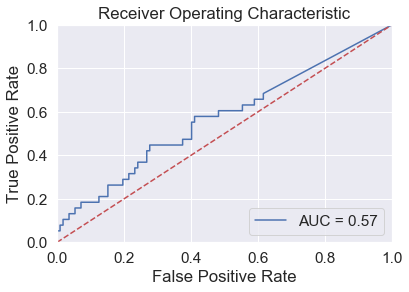 Receiver Operating Characteristic
True Positive Rate
1.0
0.8
0.6
0.4
0.2
0.0
AUC = 0.57
0.0 0.2 0.4 0.6 0.8 1.0
False Positive Rate